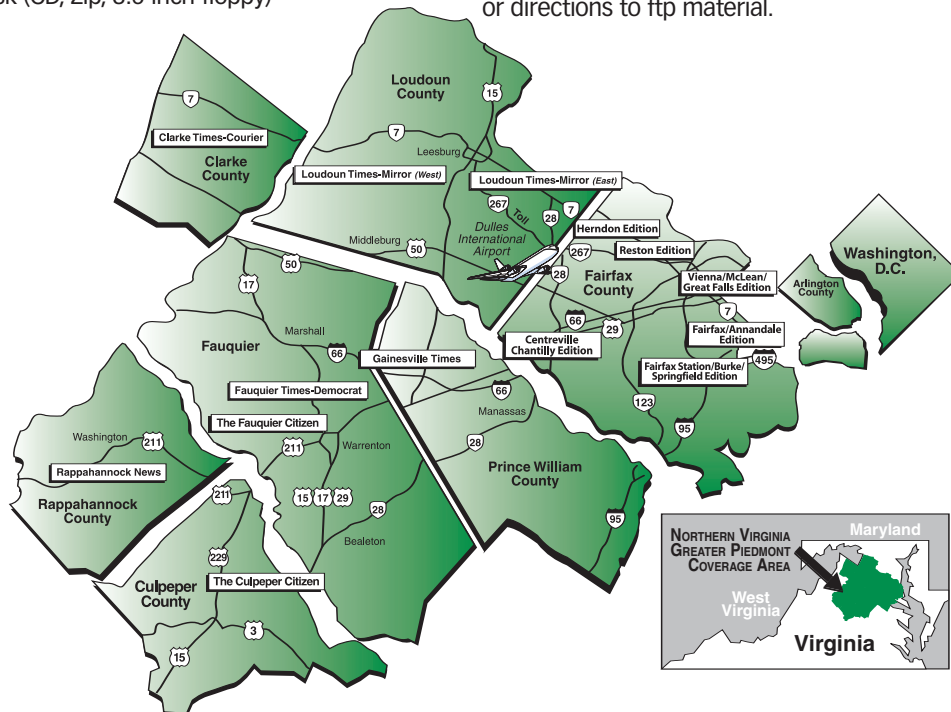 (CD, Zip, 3.5 inch floppy)
or directions to ftp material.
Loudoun
County
15
7
Leesburg
7
Clarke Times-Courier
Clarke
County
Loudoun Times-Mirror (West)
Loudoun Times-Mirror (East)
267
Toll
28
7
Dulles
International
Airport
Middleburg
50
Herndon Edition
267
Reston Edition
28
Fairfax
County
Vienna/McLean/
Great Falls Edition
7
66
29
Centreville
Chantilly Edition
Fairfax/Annandale
Edition
495
Fairfax Station/Burke/
Springfield Edition
123
95
Arlington
County
Washington,
D.C.
50
17
Marshall
66
Fauquier
Fauquier Times-Democrat
The Fauquier Citizen
211
Warrenton
15
17
29
28
Bealeton
Gainesville Times
66
Manassas
28
Prince William
County
95
Washington
211
Rappahannock News
Rappahannock
County
211
229
The Culpeper Citizen
Culpeper
County
3
15
Northern Virginia
Greater Piedmont
Coverage Area
Maryland
West
Virginia
Virginia